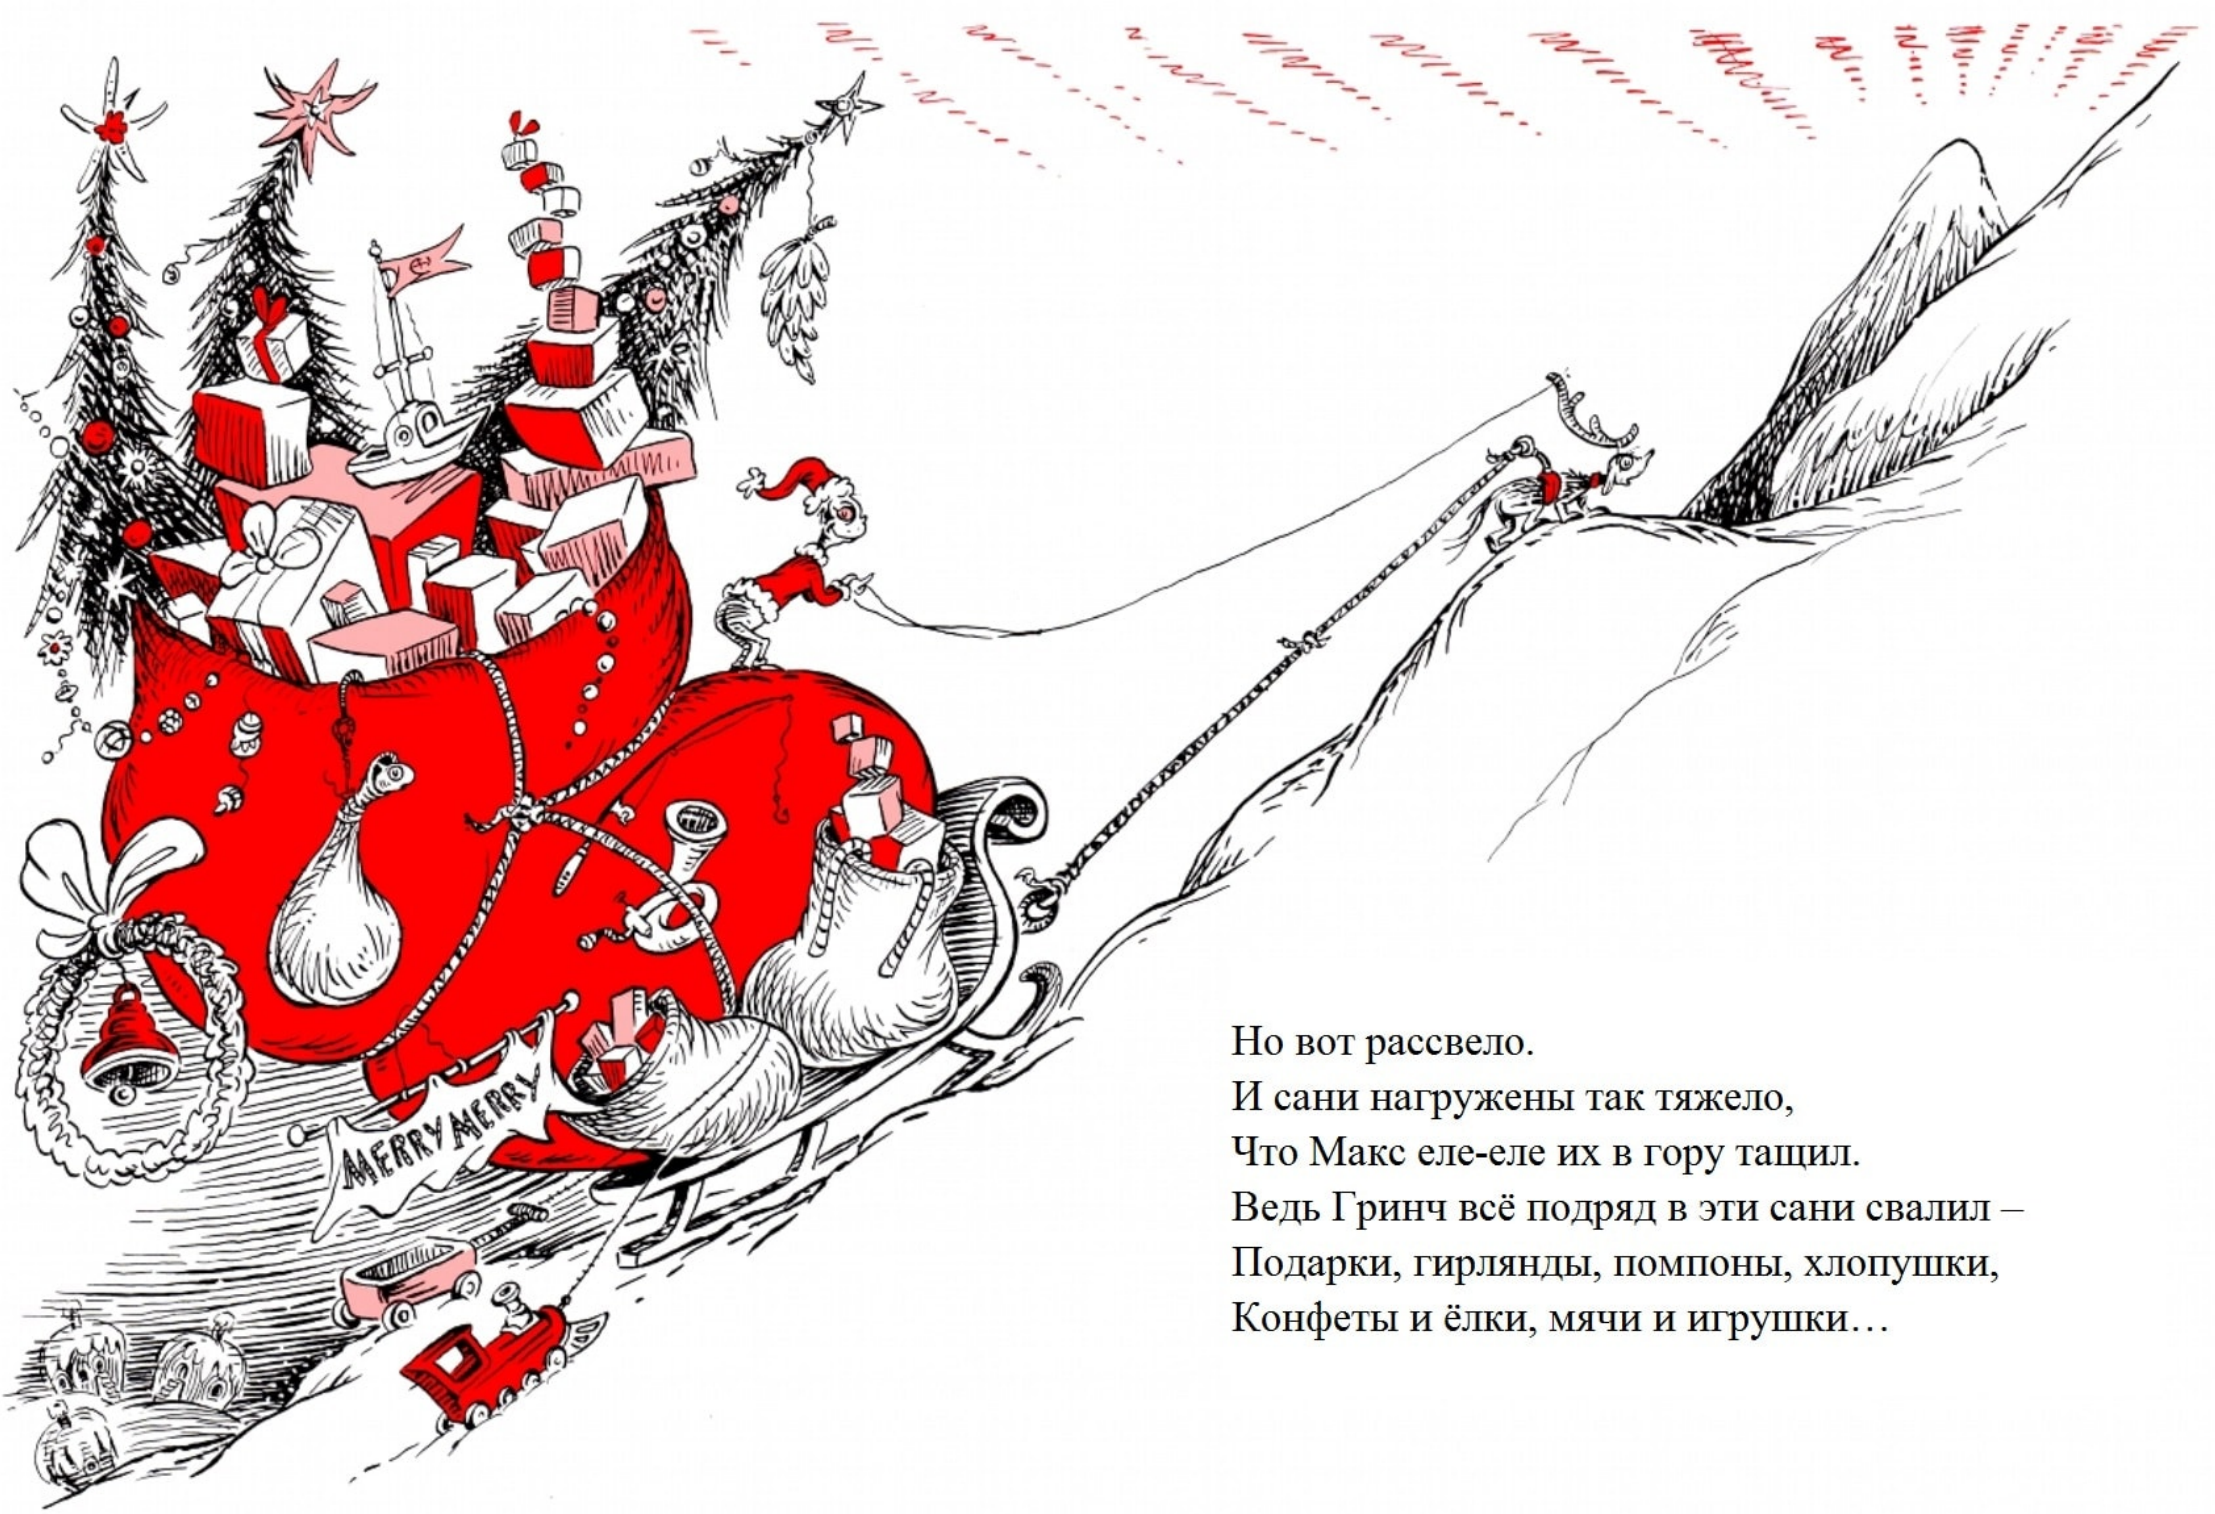 MERRY MERRY
Но вот рассвело.
И сани нагружены так тяжело,
Что Макс еле-еле их в гору тащил.
Ведь Гринч всё подряд в эти сани свалил –
Подарки, гирлянды, помпоны, хлопушки,
Конфеты и ёлки, мячи и игрушки…